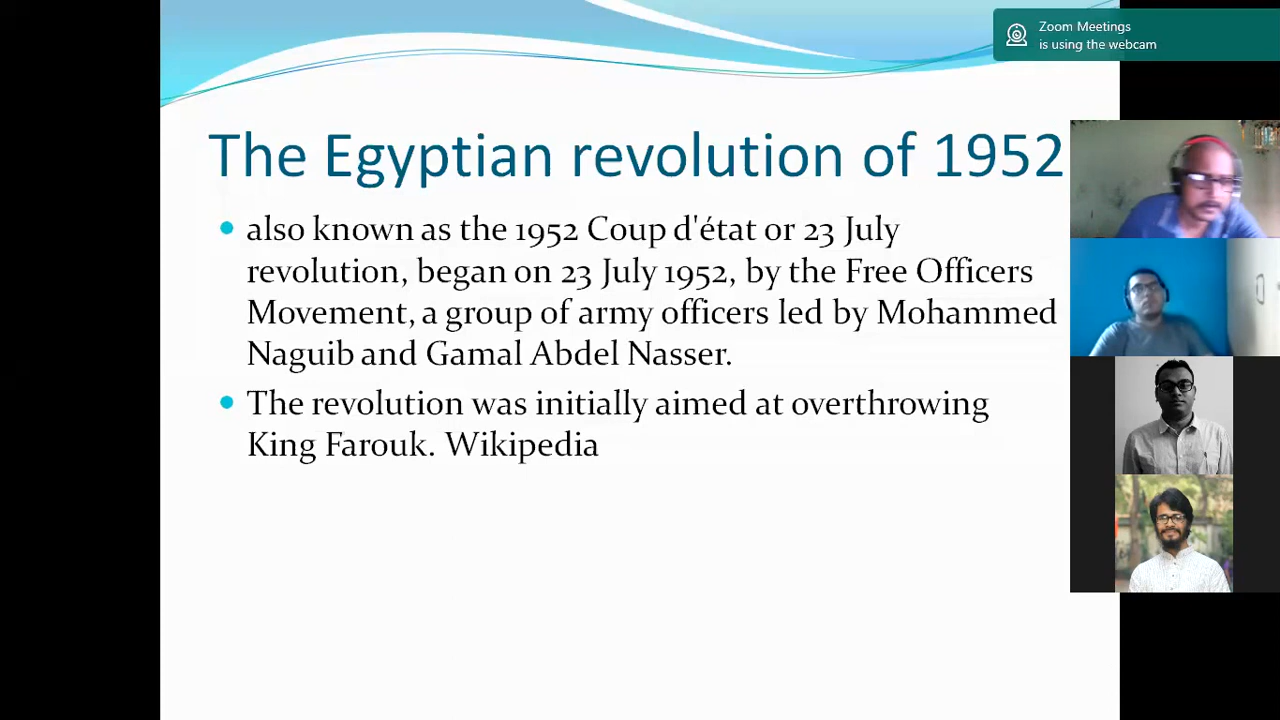 Zoom Meetings
is using the webcam
The Egyptian revolution of 1952
also known as the 1952 Coup d'état or 23 July
revolution, began on 23 July 1952, by the Free Officers
Movement, a group of army officers led by Mohammed
Naguib and Gamal Abdel Nasser.
The revolution was initially aimed at overthrowing
King Farouk. Wikipedia